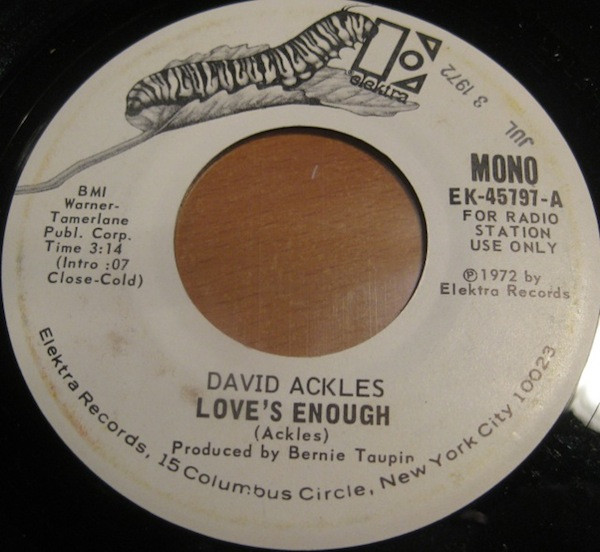 elektra
JUL 3 1972
MONO
EK-45797-A
FOR RADIO
STATION
USE ONLY
℗1972 by
Elektra Records
BMI
Warner-
Tamerlane
Publ. Corp.
Time 3:14
(Intro :07
Close-Cold)
DAVID ACKLES
LOVE'S ENOUGH
(Ackles)
Produced by Bernie Taupin
Elektra Records, 15 Columbus Circle, New York City 10023